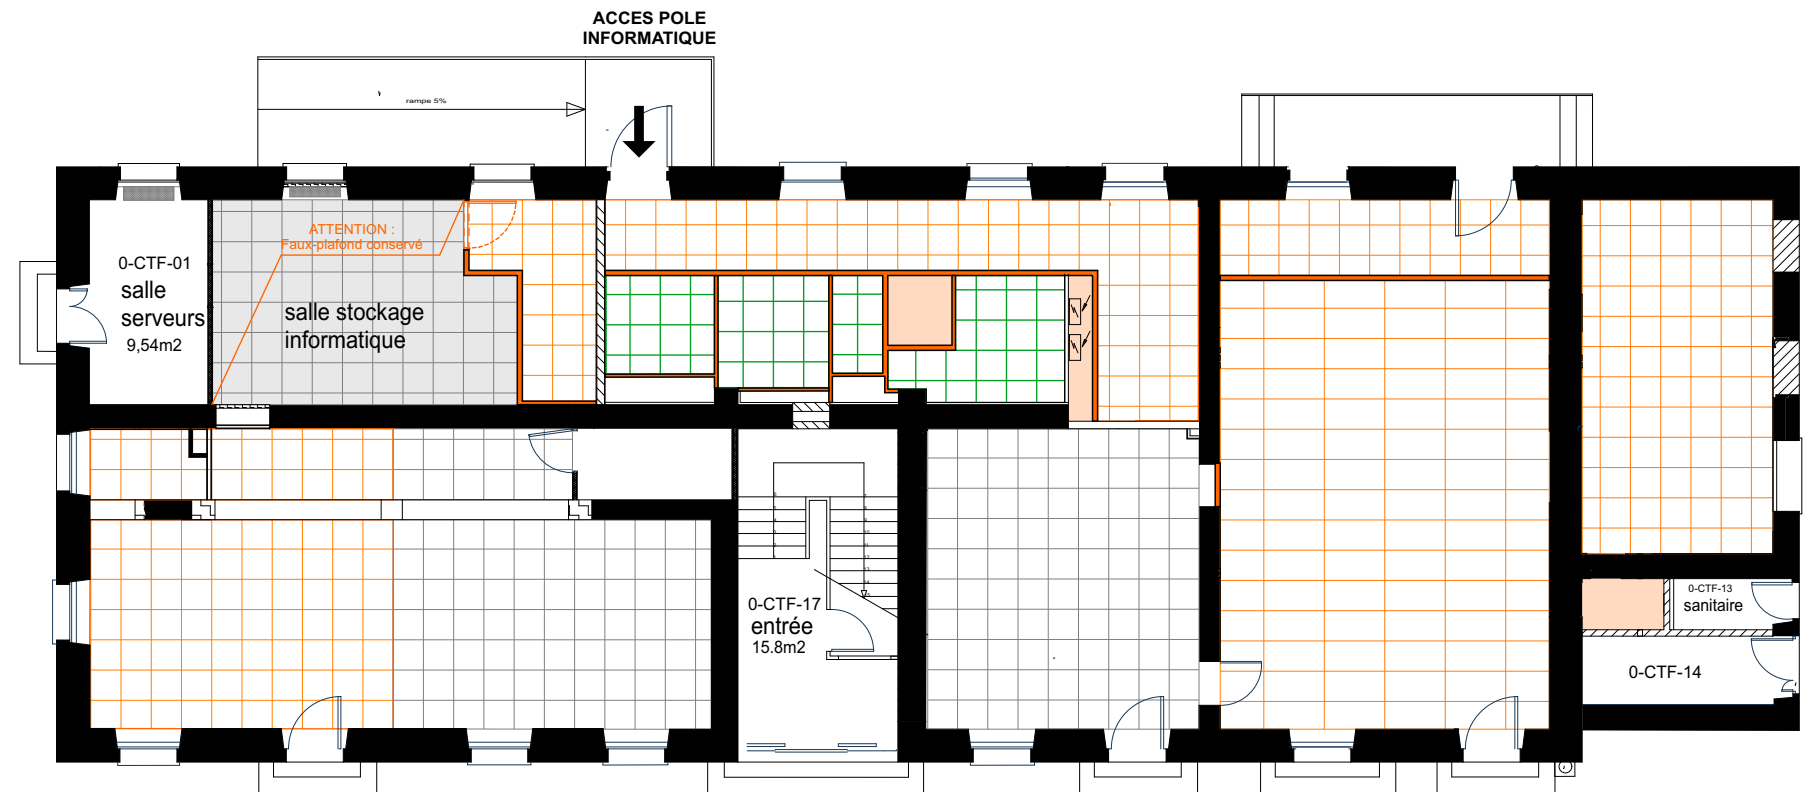 ACCES POLE
INFORMATIQUE
rampe 5%
ATTENTION :
Faux-plafond conservé
0-CTF-01
salle
serveurs
9,54m2
salle stockage
informatique
0-CTF-17
entrée
15.8m2
0-CTF-13
sanitaire
0-CTF-14